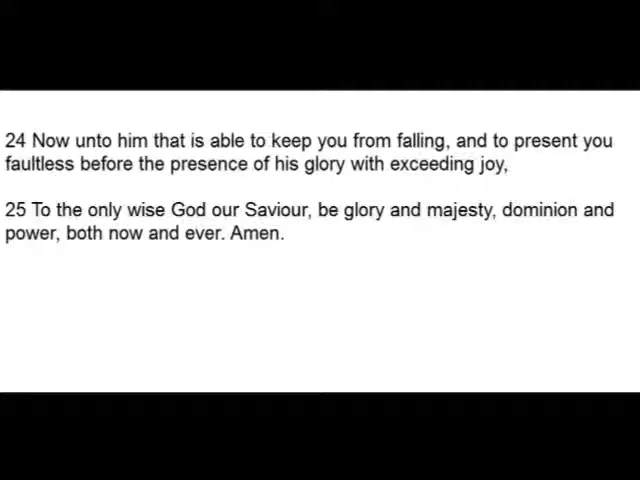 24 Now unto him that is able to keep you from falling, and to present you
faultless before the presence of his glory with exceeding joy,
25 To the only wise God our Saviour, be glory and majesty, dominion and
power, both now and ever. Amen.